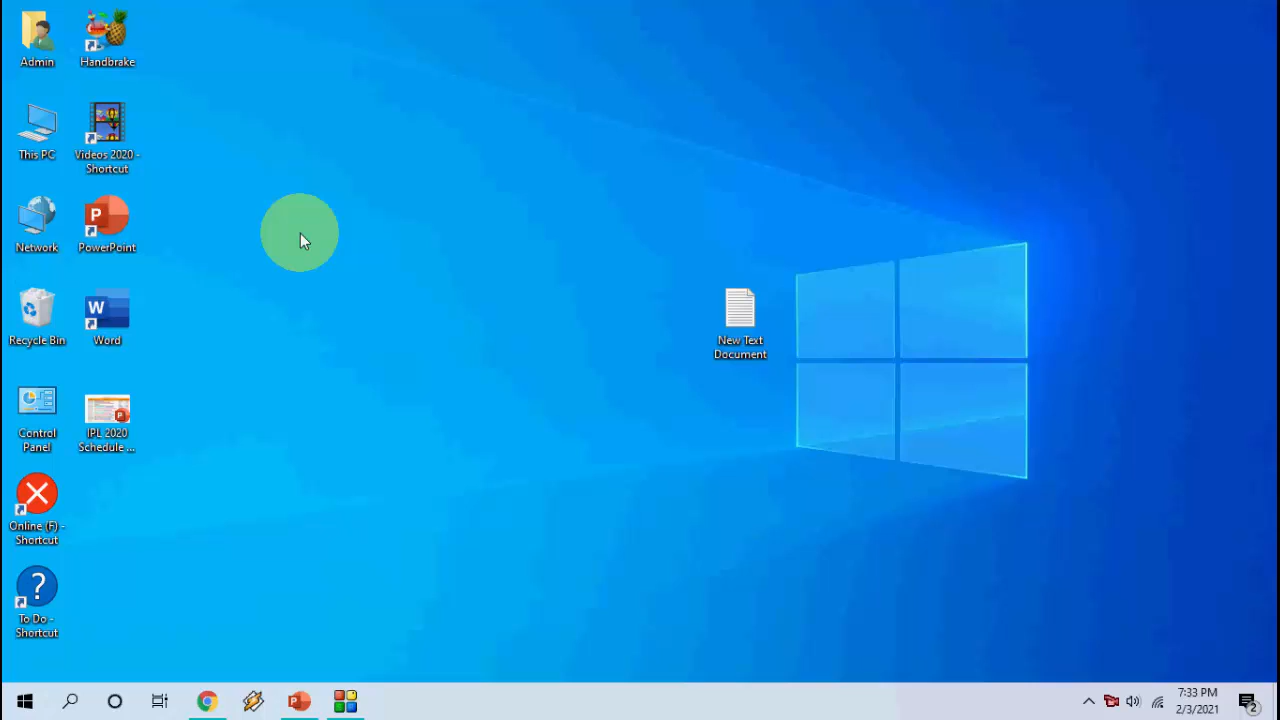 Admin
Handbrake
This PC
Videos 2020 -
Shortcut
Network
P
PowerPoint
Recycle Bin
W
Word
New Text
Document
Control
Panel
P
IPL 2020
Schedule ...
Online (F) -
Shortcut
?
To Do -
Shortcut
P
7:33 PM
2/3/2021
2